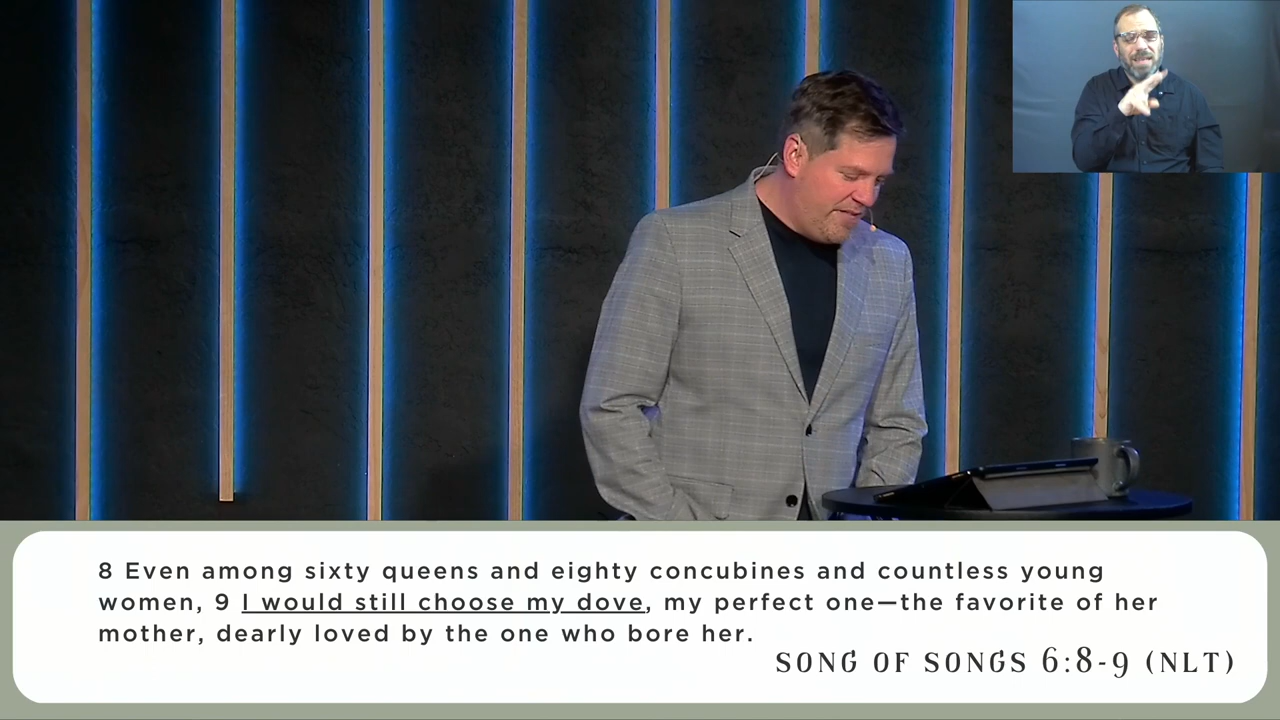 8 Even among sixty queens and eighty concubines and countless young
women, 9 I would still choose my dove, my perfect one—the favorite of her
mother, dearly loved by the one who bore her.
SONG OF SONGS 6:8-9 (NLT)